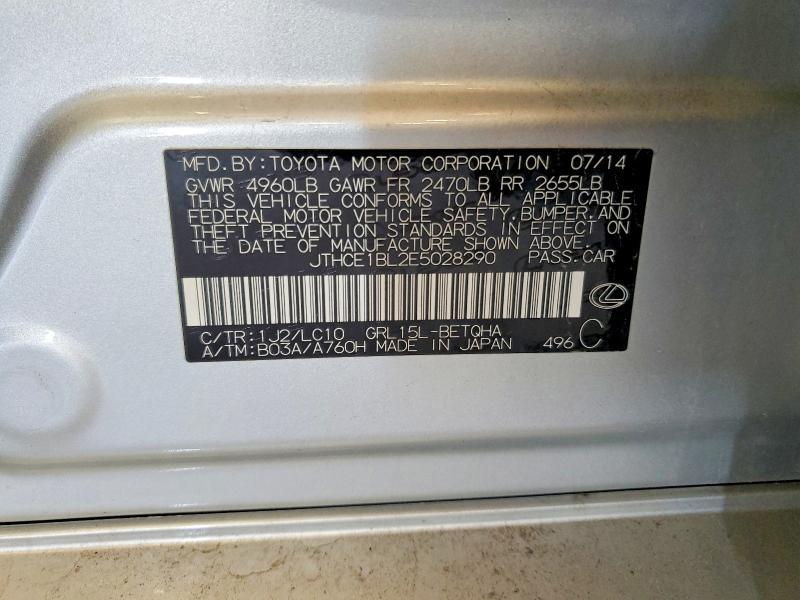 MFD.BY:TOYOTA MOTOR CORPORATION 07/14
GVWR 4960LB GAWR FR 2470LB RR 2655LB
THIS VEHICLE CONFORMS TO ALL APPLICABLE
FEDERAL MOTOR VEHICLE SAFETY,BUMPER,AND
THEFT PREVENTION STANDARDS IN EFFECT ON
THE DATE OF MANUFACTURE SHOWN ABOVE.
JTHCE1BL2E5028290 PASS.CAR
C/TR:1J2/LC10 GRL15L-BETQHA
A/TM:B03A/A760H MADE IN JAPAN 496 C